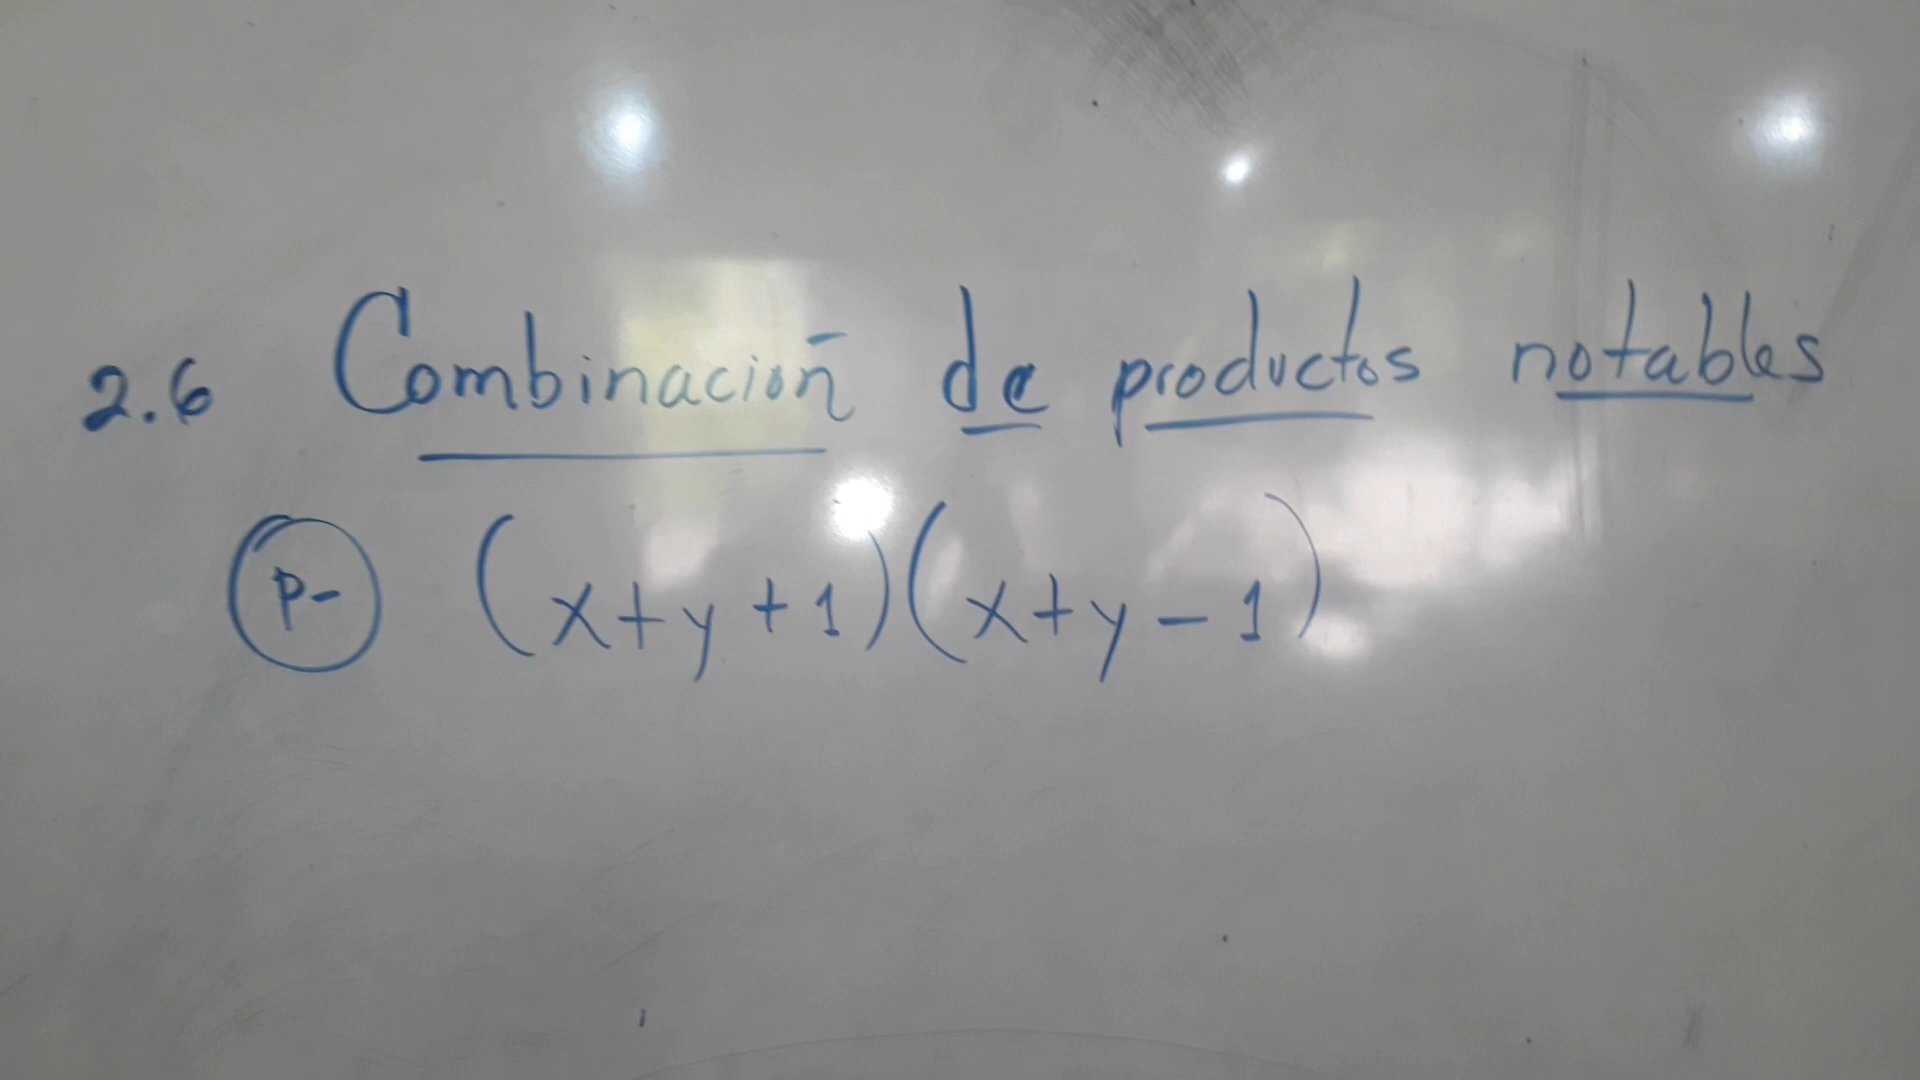 2.6 Combinación de productos notables
P- (x+y+1)(x+y-1)